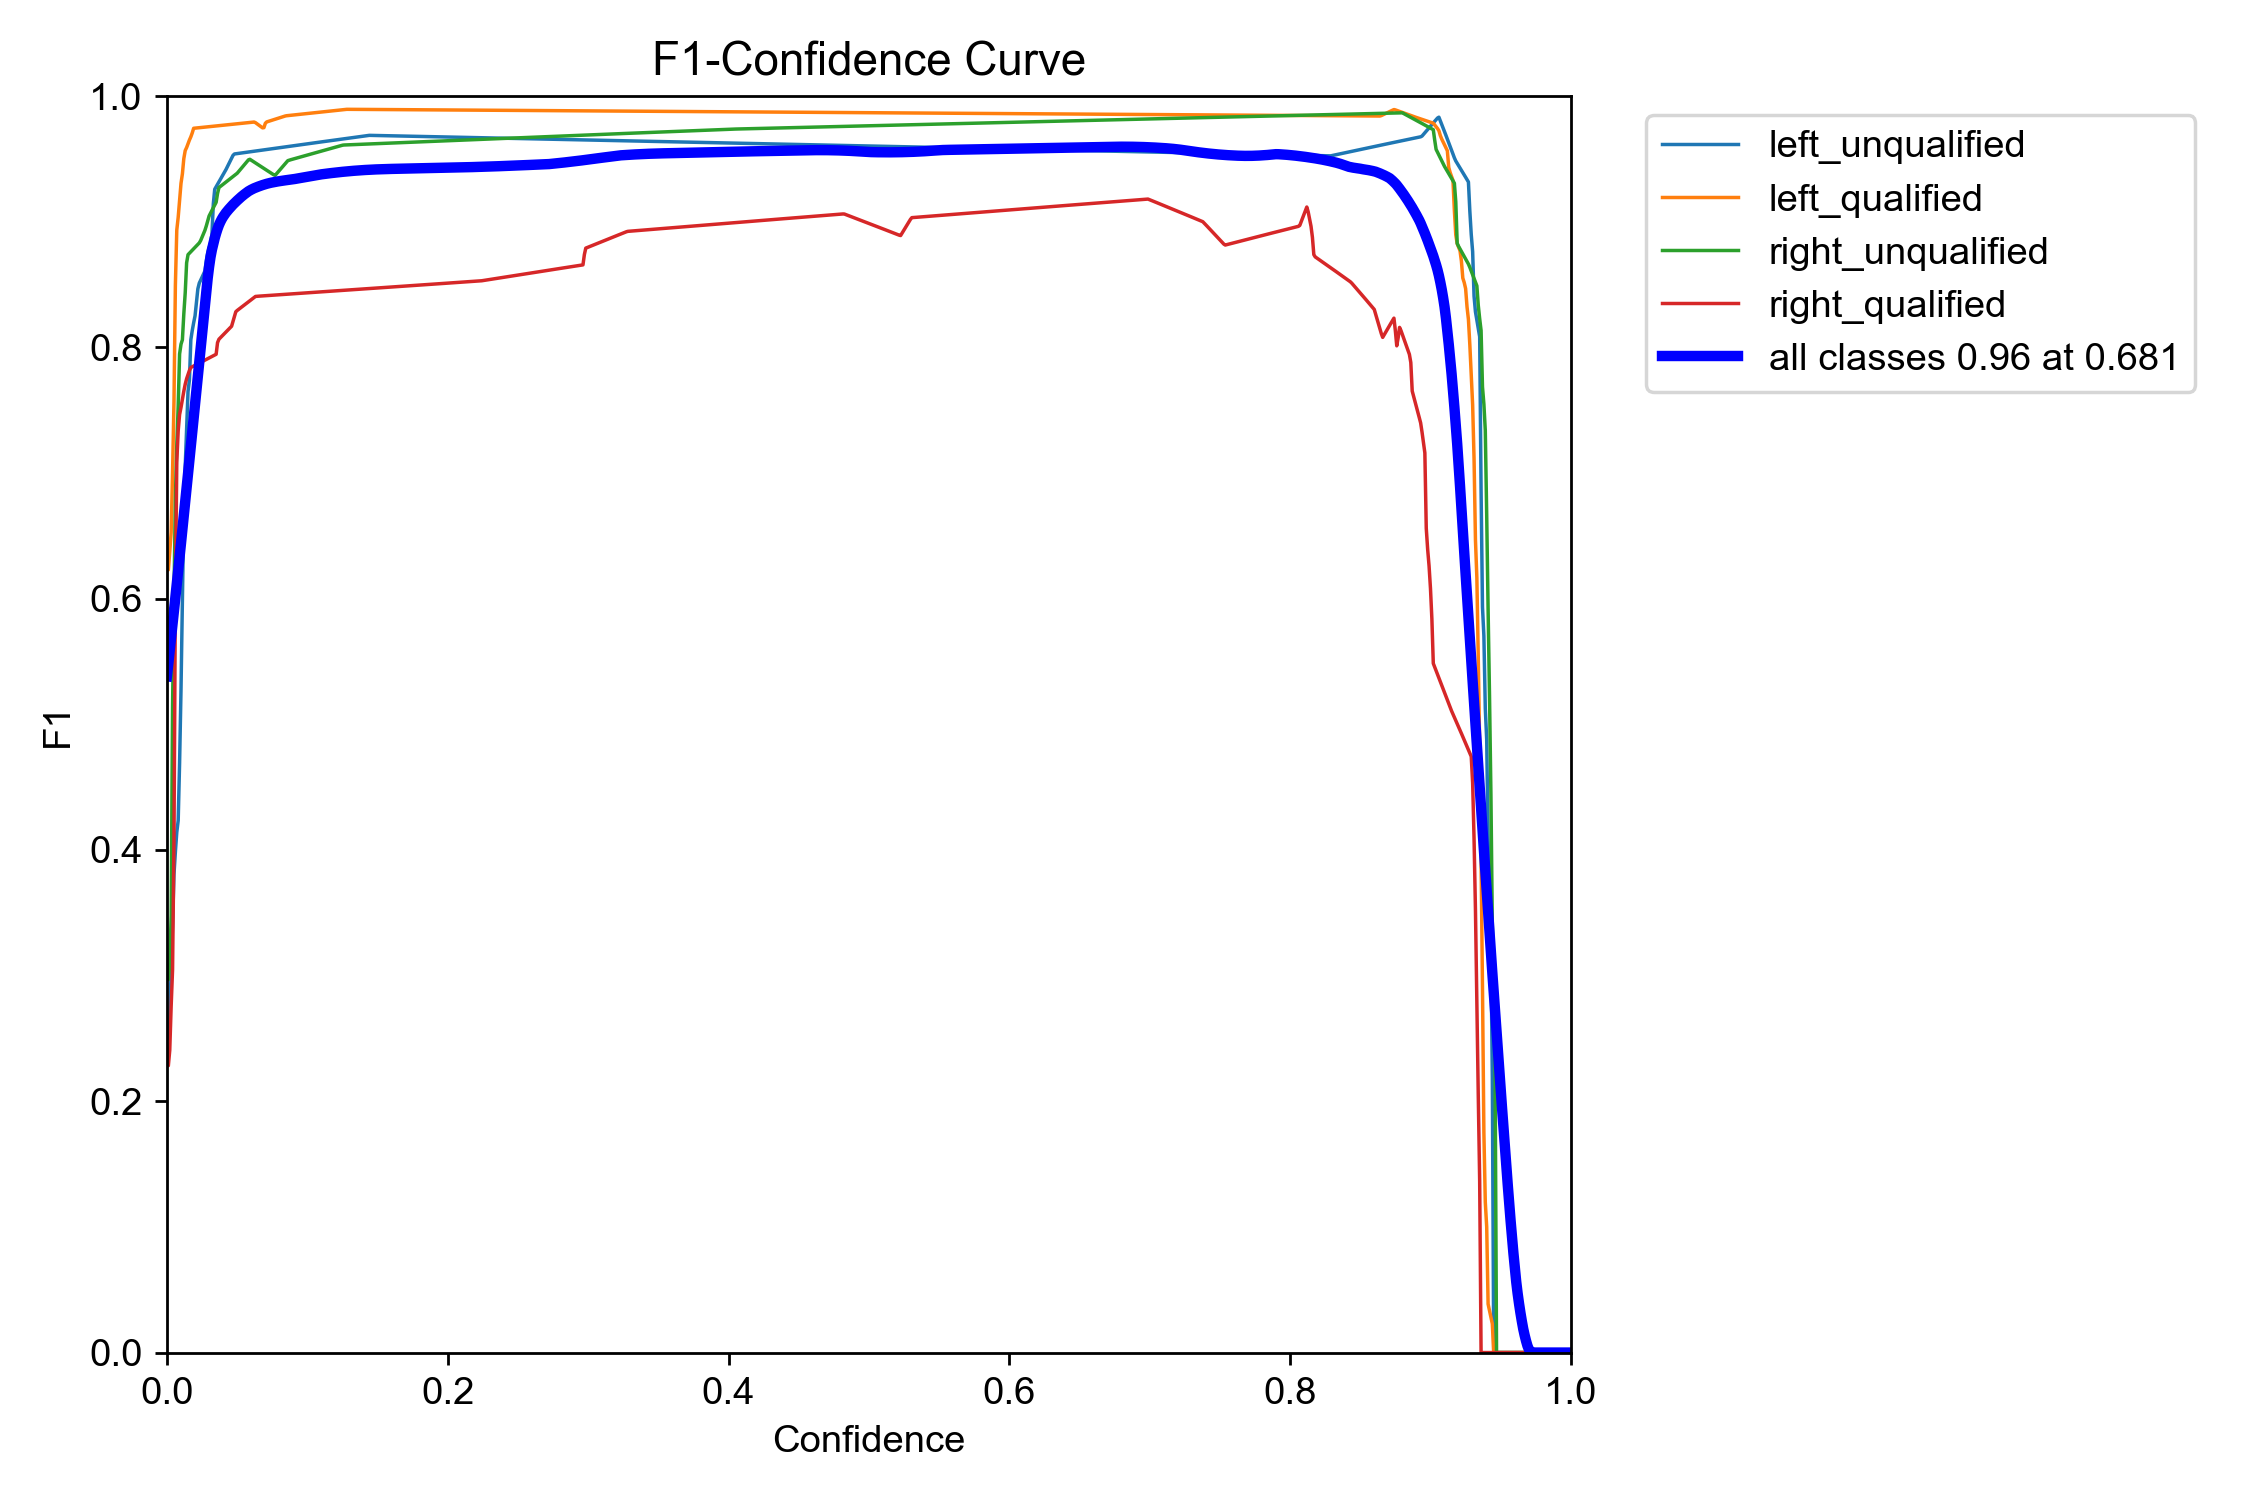 F1-Confidence Curve
1.0
0.8
0.6
0.4
0.2
0.0
F1
0.0 0.2 0.4 0.6 0.8 1.0
Confidence
left_unqualified
left_qualified
right_unqualified
right_qualified
all classes 0.96 at 0.681